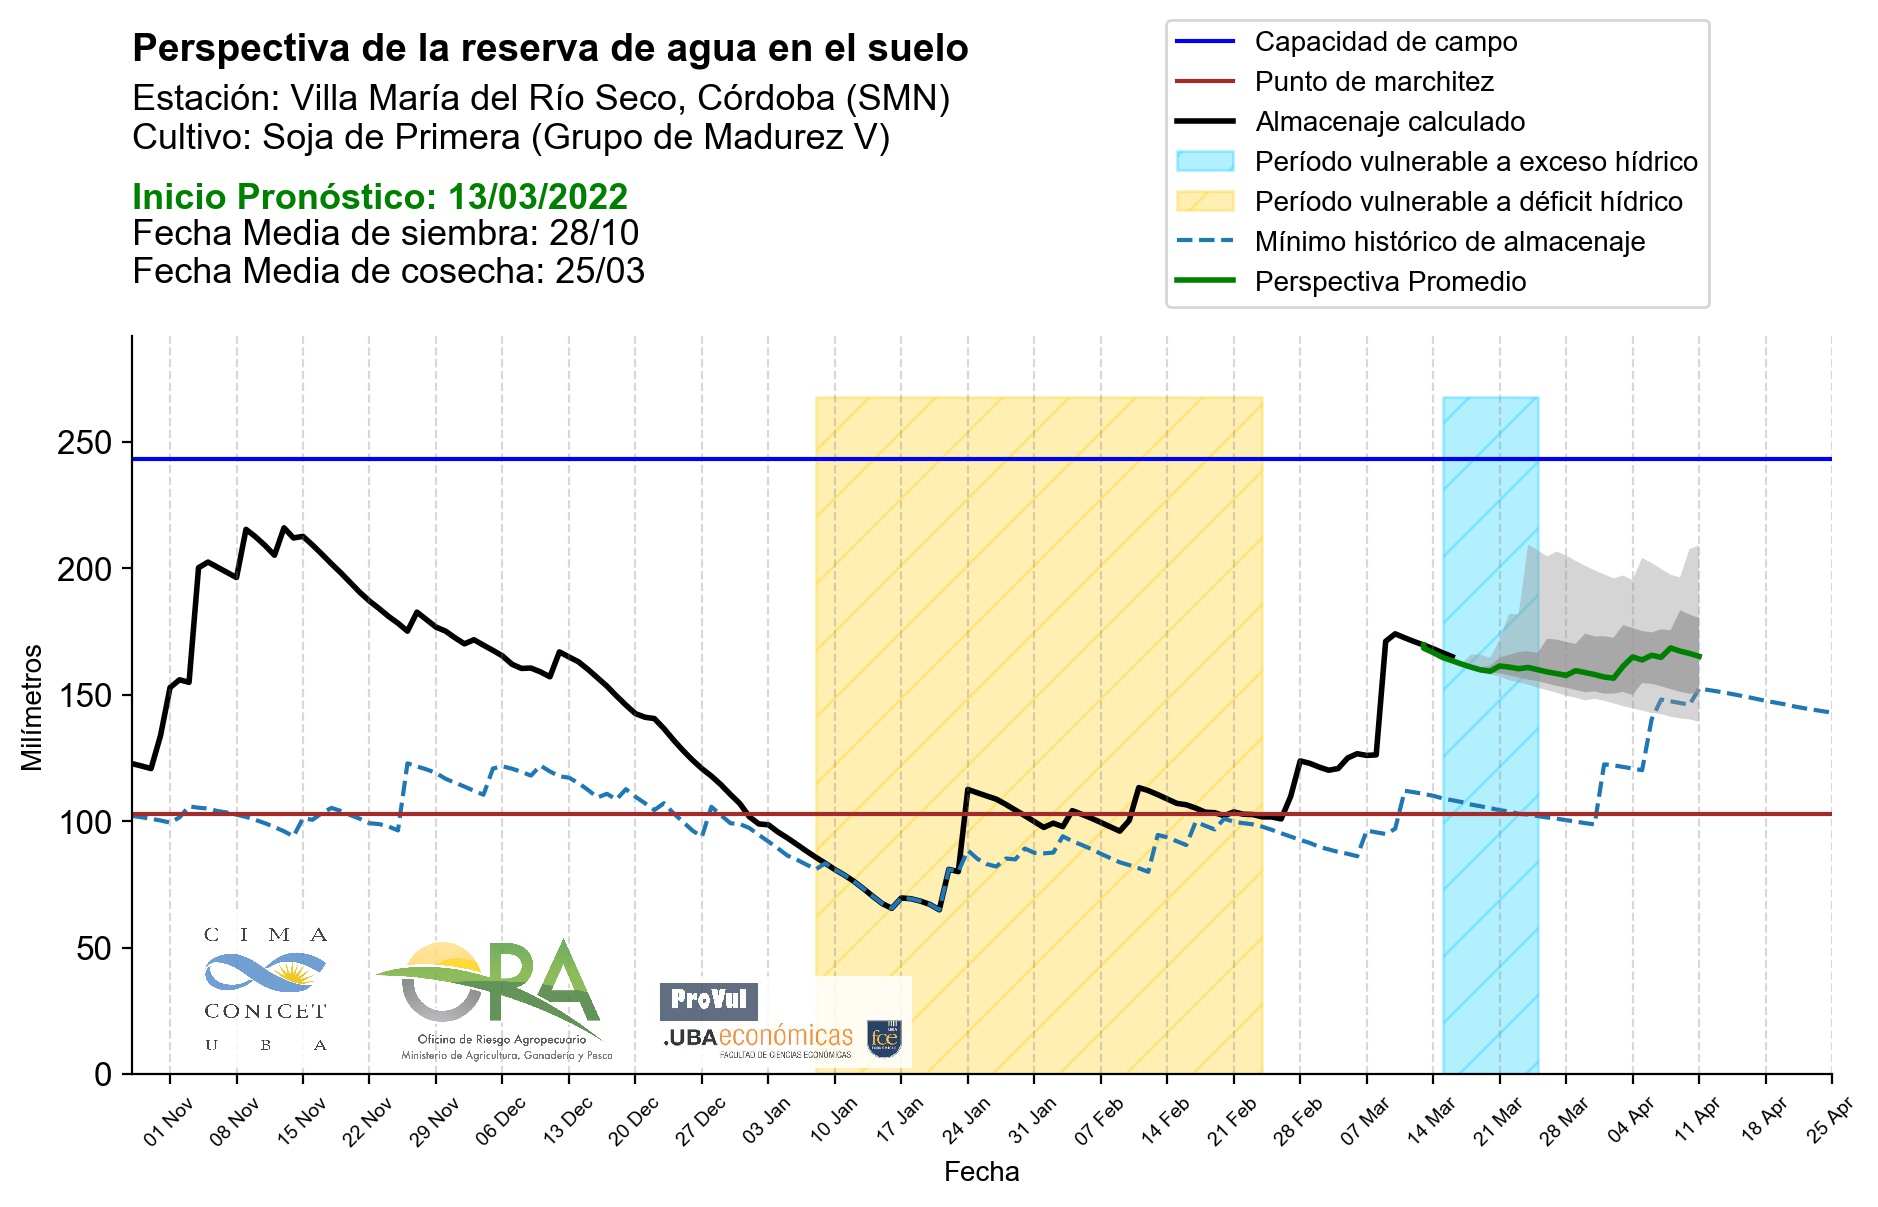 Perspectiva de la reserva de agua en el suelo
Estación: Villa María del Río Seco, Córdoba (SMN)
Cultivo: Soja de Primera (Grupo de Madurez V)
Inicio Pronóstico: 13/03/2022
Fecha Media de siembra: 28/10
Fecha Media de cosecha: 25/03
Capacidad de campo
Punto de marchitez
Almacenaje calculado
Período vulnerable a exceso hídrico
Período vulnerable a déficit hídrico
Mínimo histórico de almacenaje
Perspectiva Promedio
Milímetros
250
200
150
100
50
0
CIMA
CONICET
UBA
ORA
Oficina de Riesgo Agropecuario
Ministerio de Agricultura, Ganadería y Pesca
ProVul
.UBAeconómicas
FACULTAD DE CIENCIAS ECONÓMICAS
UBA
fce
ECONÓMICAS
01 Nov
08 Nov
15 Nov
22 Nov
29 Nov
06 Dec
13 Dec
20 Dec
27 Dec
03 Jan
10 Jan
17 Jan
24 Jan
31 Jan
07 Feb
14 Feb
21 Feb
28 Feb
07 Mar
14 Mar
21 Mar
28 Mar
04 Apr
11 Apr
18 Apr
25 Apr
Fecha